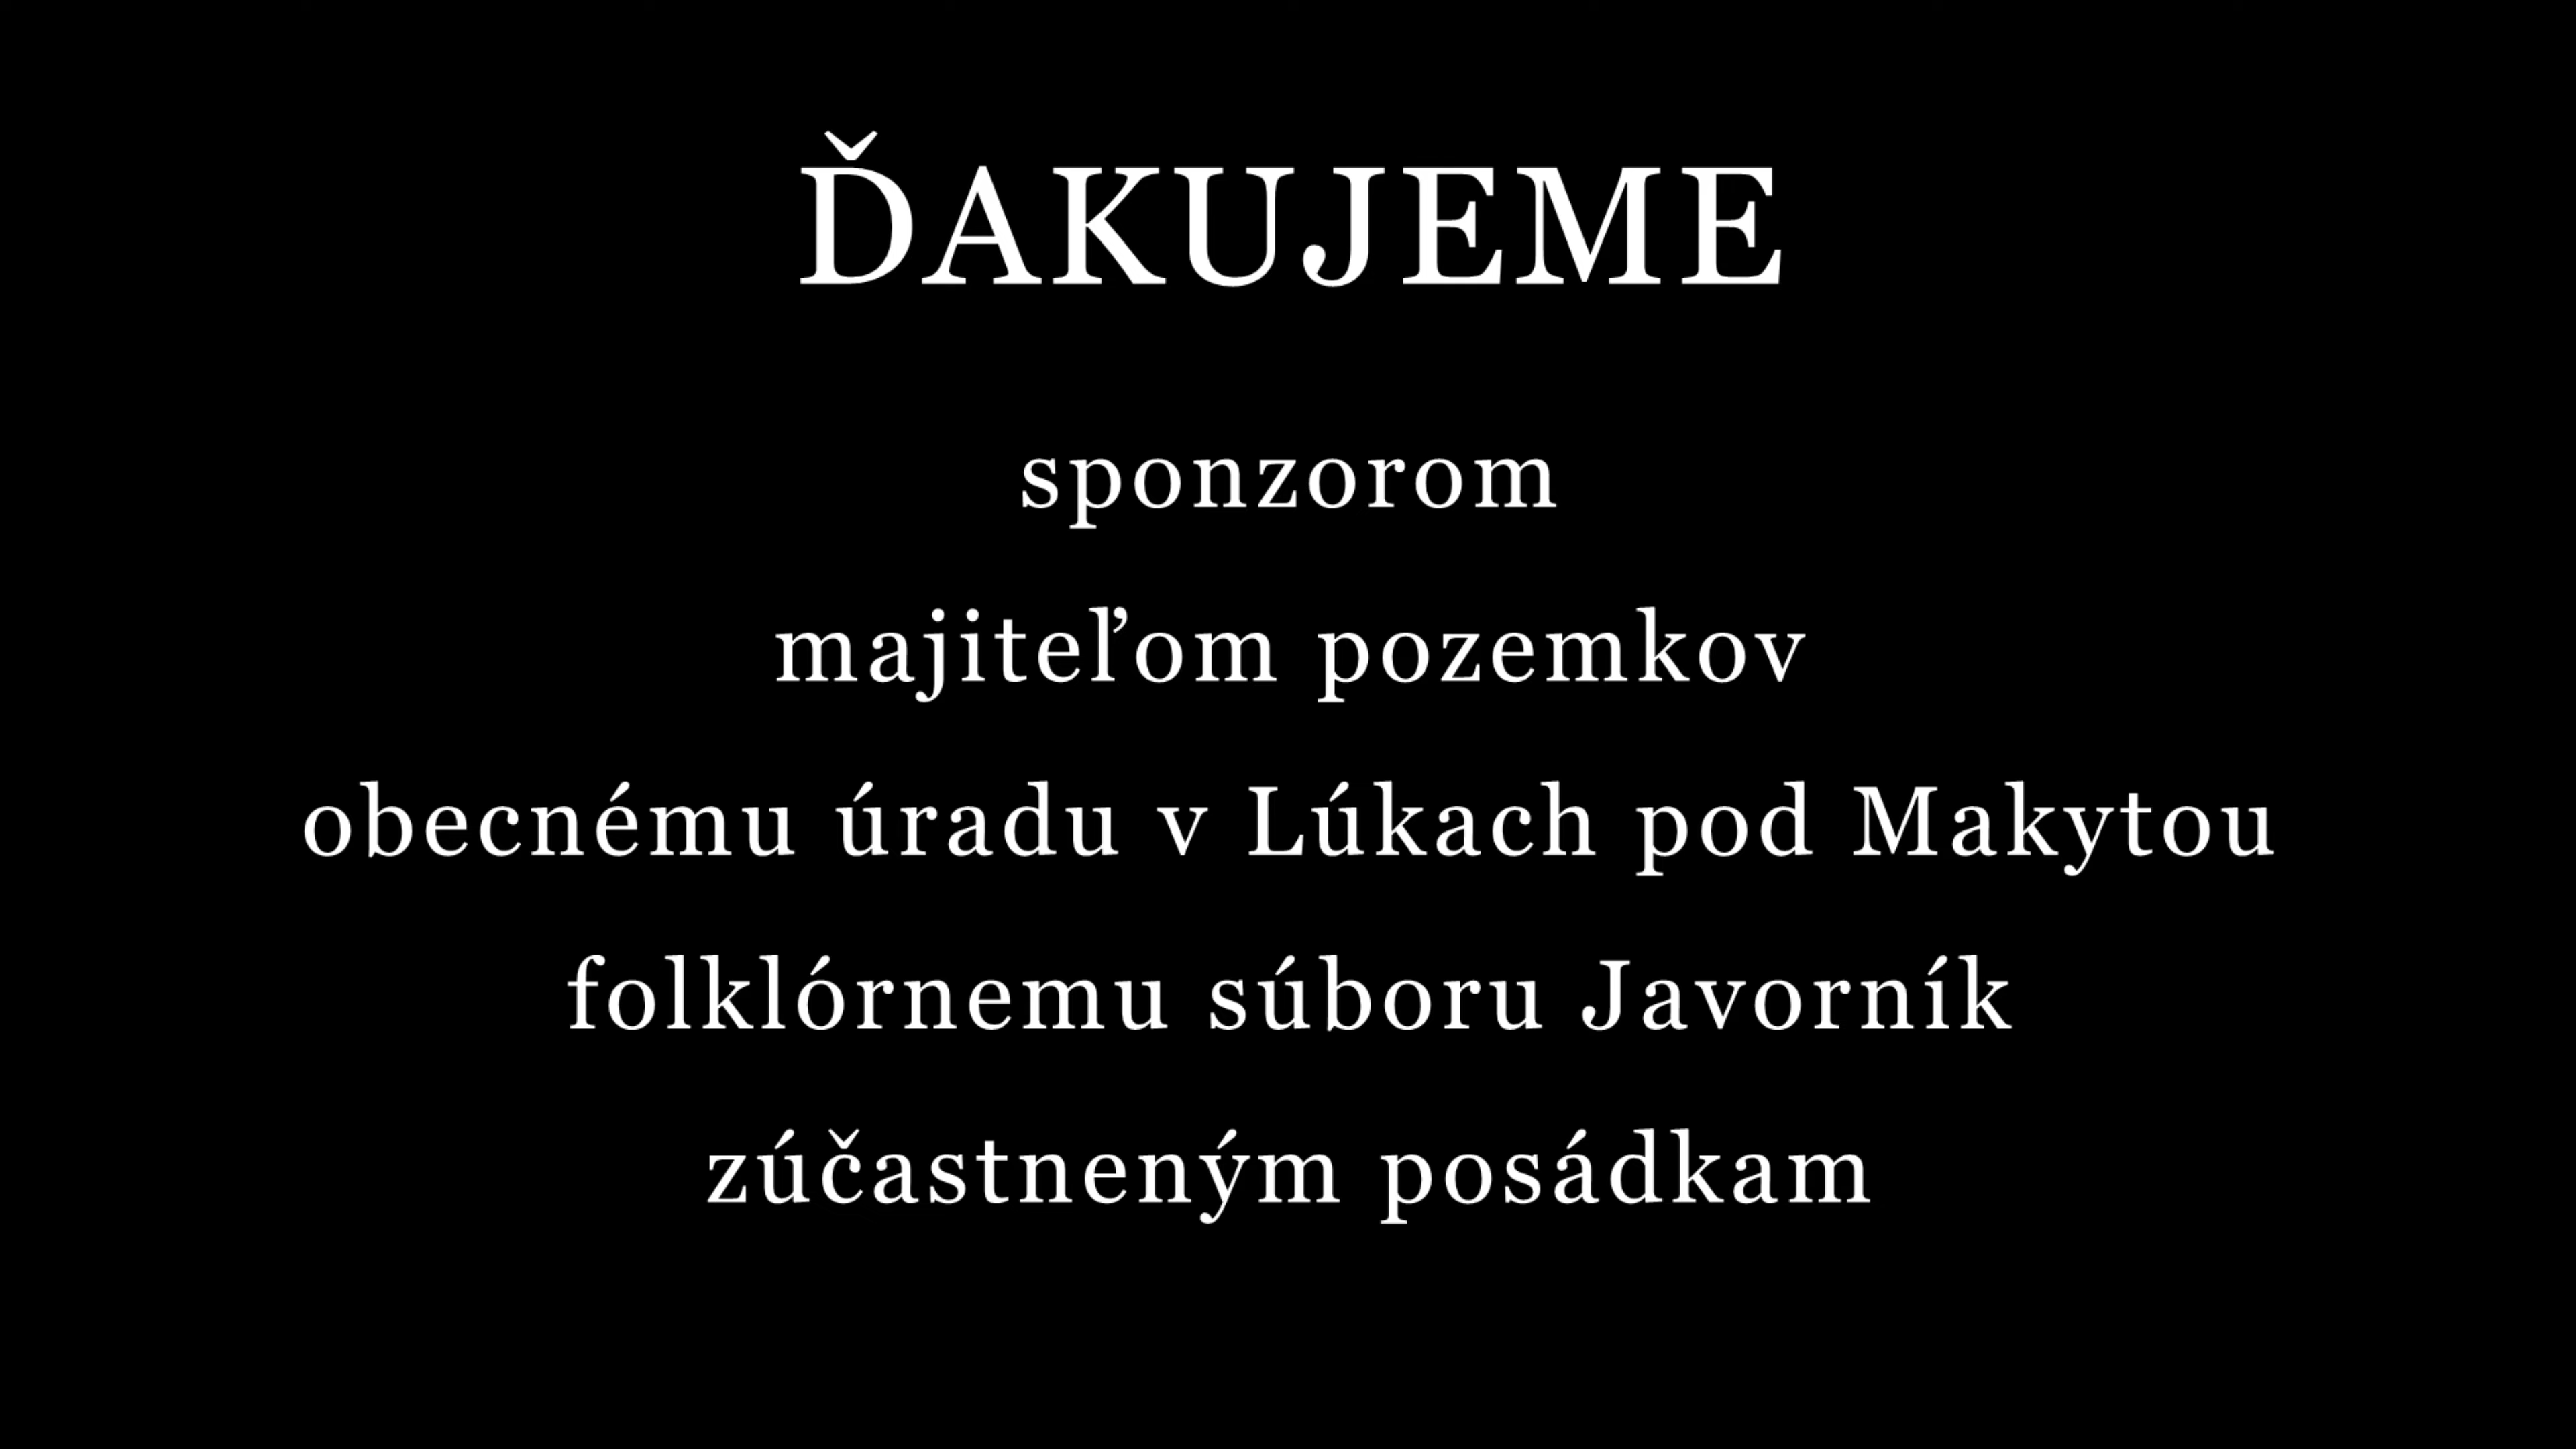 ĎAKUJEME
sponzorom
majiteľom pozemkov
obecnému úradu v Lúkach pod Makytou
folklórnemu súboru Javorník
zúčastneným posádkam